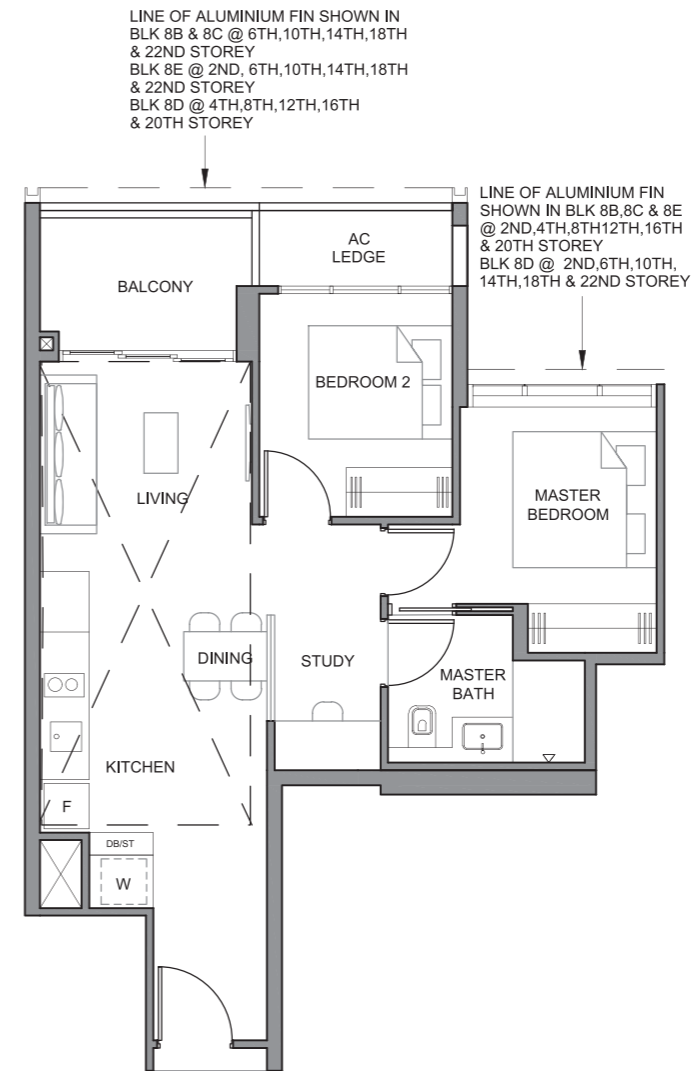 LINE OF ALUMINIUM FIN SHOWN IN
BLK 8B & 8C @ 6TH,10TH,14TH,18TH
& 22ND STOREY
BLK 8E @ 2ND, 6TH,10TH,14TH,18TH
& 22ND STOREY
BLK 8D @ 4TH,8TH,12TH,16TH
& 20TH STOREY
LINE OF ALUMINIUM FIN
SHOWN IN BLK 8B,8C & 8E
@ 2ND,4TH,8TH12TH,16TH
& 20TH STOREY
BLK 8D @ 2ND,6TH,10TH,
14TH,18TH & 22ND STOREY
AC
LEDGE
BALCONY
BEDROOM 2
LIVING
MASTER
BEDROOM
DINING
STUDY
MASTER
BATH
KITCHEN
F
DB/ST
W